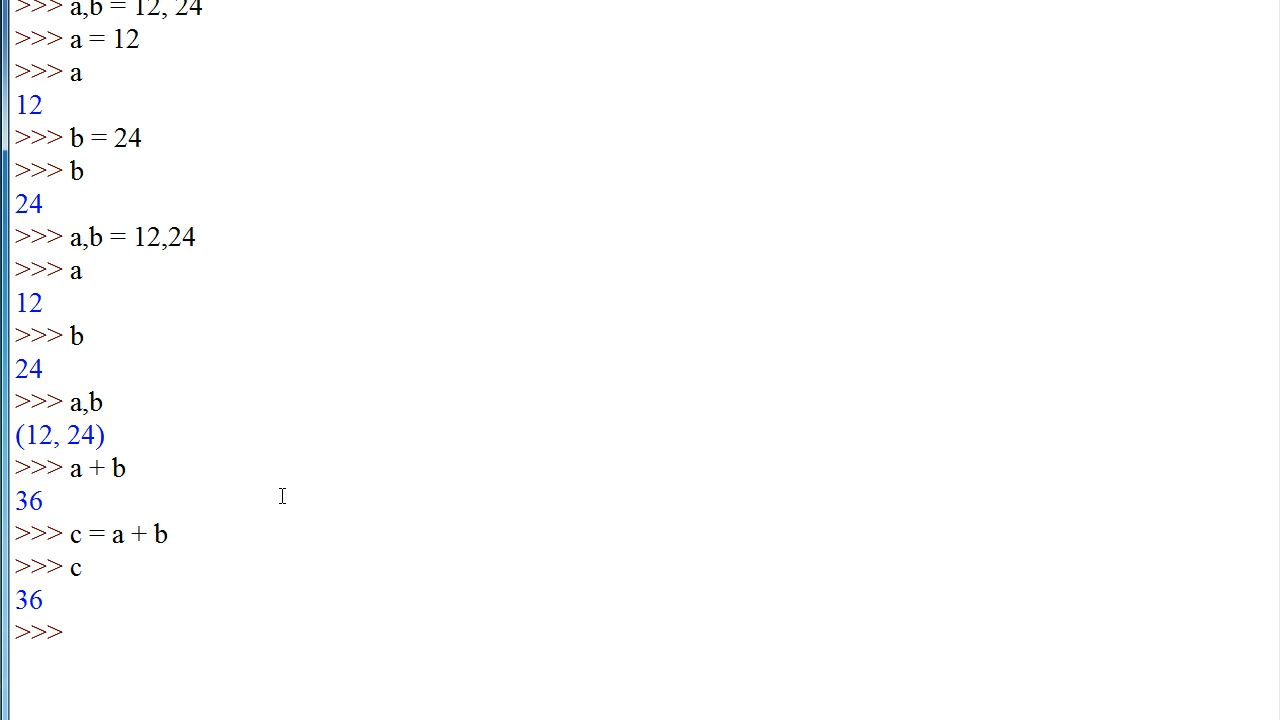 >>> a,b = 12, 24
>>> a = 12
>>> a
12
>>> b = 24
>>> b
24
>>> a,b = 12,24
>>> a
12
>>> b
24
>>> a,b
(12, 24)
>>> a + b
36
>>> c = a + b
>>> c
36
>>>